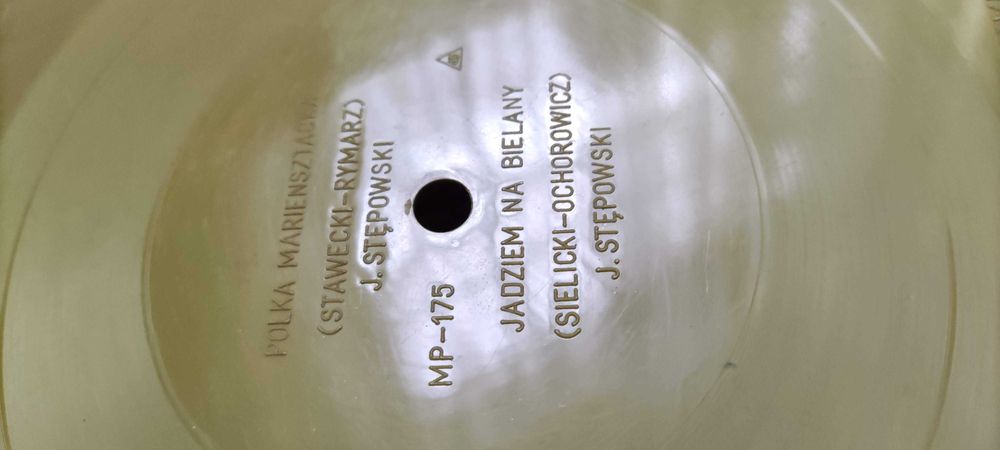 POLKA MARIENSZTACKA
(STAWECKI-RYMARZ)
J. STĘPOWSKI
MP-175
JADZIEM NA BIELANY
(SIELICKI-OCHOROWICZ)
J. STĘPOWSKI